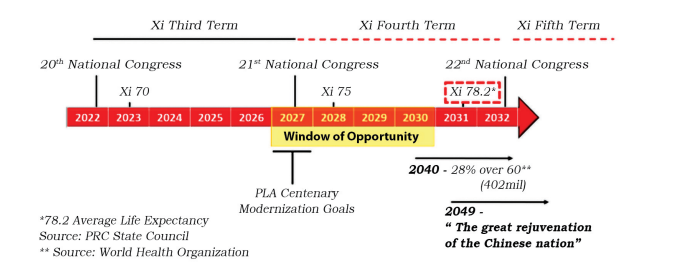 Xi Third Term
Xi Fourth Term
Xi Fifth Term
20th National Congress
21st National Congress
22nd National Congress
Xi 70
Xi 75
Xi 78.2*
2022 2023 2024 2025 2026 2027 2028 2029 2030 2031 2032
Window of Opportunity
2040 - 28% over 60**
(402mil)
PLA Centenary
Modernization Goals
2049 -
“ The great rejuvenation
of the Chinese nation”
*78.2 Average Life Expectancy
Source: PRC State Council
** Source: World Health Organization